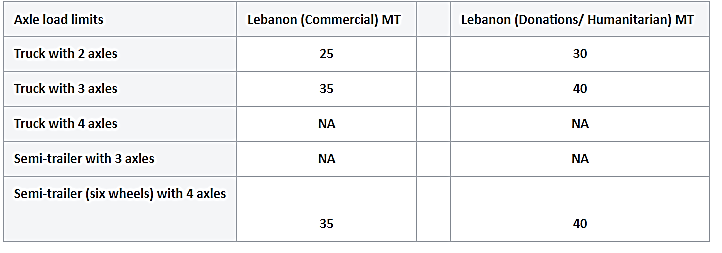 Axle load limits Lebanon (Commercial) MT Lebanon (Donations/ Humanitarian) MT
Truck with 2 axles 25 30
Truck with 3 axles 35 40
Truck with 4 axles NA NA
Semi-trailer with 3 axles NA NA
Semi-trailer (six wheels) with 4 axles
35 40